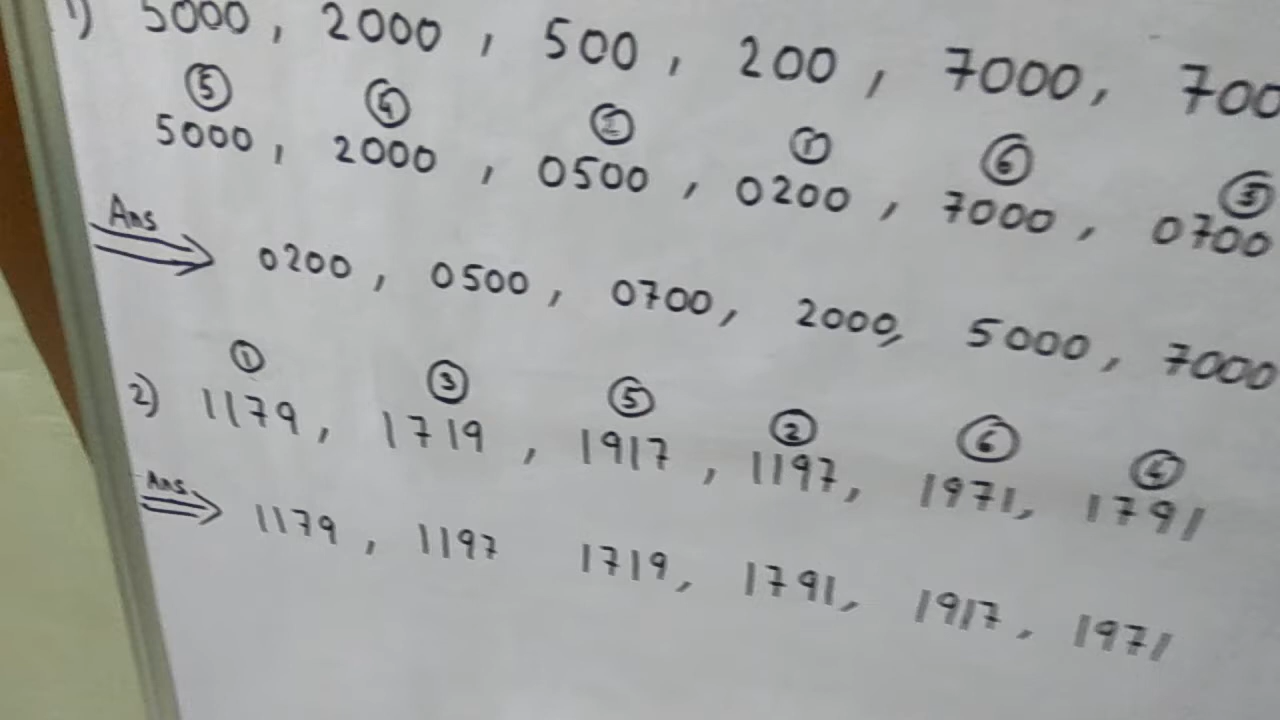 1) 5000, 2000, 500, 200, 7000, 700
⑤ ④ ② ① ⑥ ③
5000, 2000, 0500, 0200, 7000, 0700
Ans
⇒ 0200, 0500, 0700, 2000, 5000, 7000
① ③ ⑤ ② ⑥ ④
2) 1179, 1719, 1917, 1197, 1971, 1791
Ans
⇒ 1179, 1197 1719, 1791, 1917, 1971